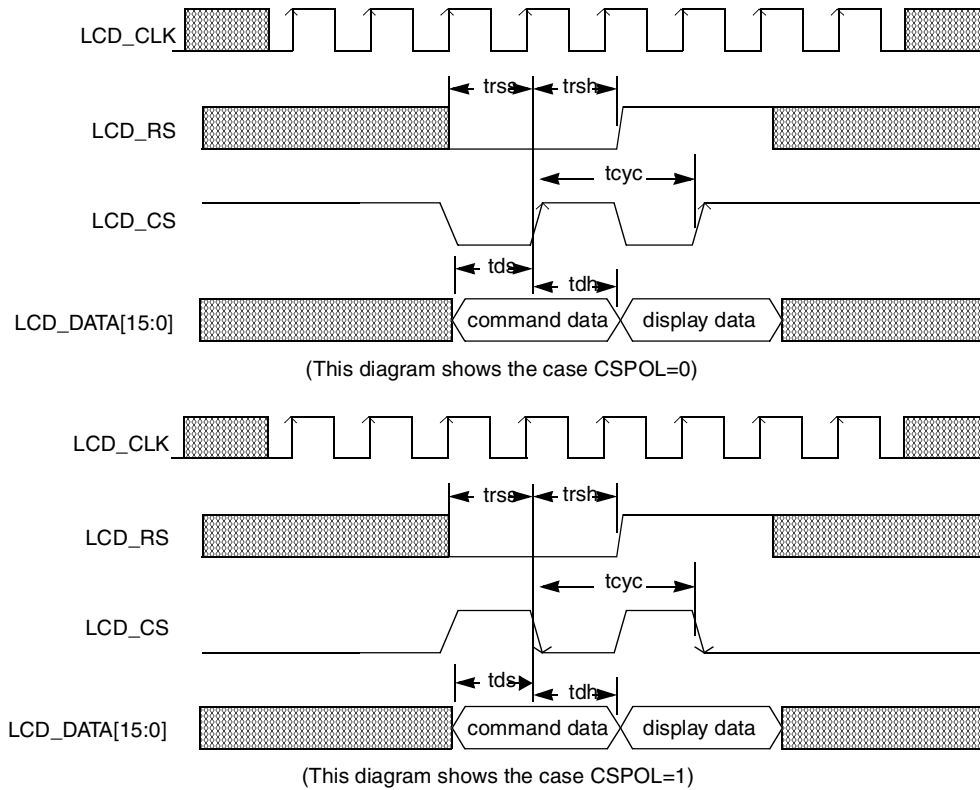 LCD_CLK
trss trsh
LCD_RS
tcyc
LCD_CS
tds
tdh
LCD_DATA[15:0] command data display data
(This diagram shows the case CSPOL=0)
LCD_CLK
trss trsh
LCD_RS
tcyc
LCD_CS
tds
tdh
LCD_DATA[15:0] command data display data
(This diagram shows the case CSPOL=1)